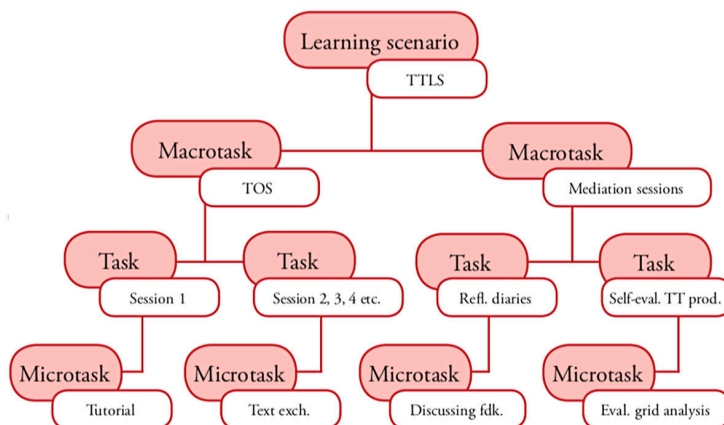 Learning scenario
TTLS
Macrotask
Macrotask
TOS
Mediation sessions
Task
Task
Task
Task
Session 1
Session 2, 3, 4 etc.
Refl. diaries
Self-eval. TT prod.
Microtask
Microtask
Microtask
Microtask
Tutorial
Text exch.
Discussing fdk.
Eval. grid analysis